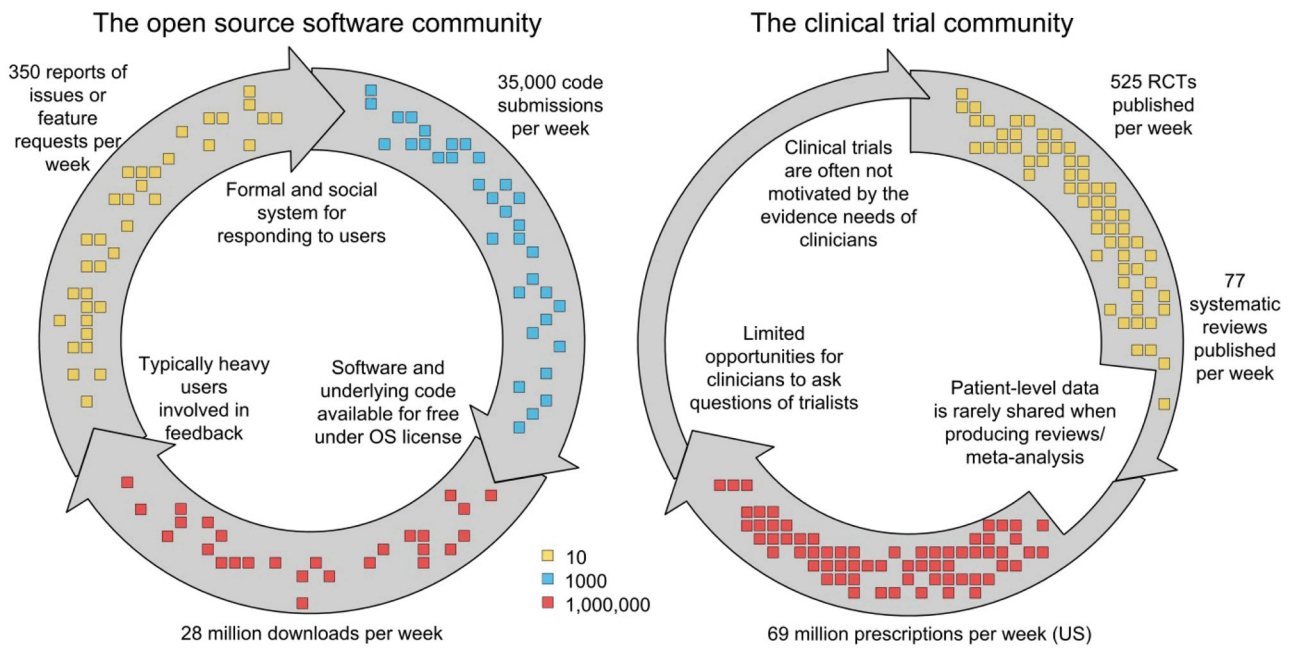 The open source software community
350 reports of
issues or
feature
requests per
week
35,000 code
submissions
per week
Formal and social
system for
responding to users
Typically heavy
users
involved in
feedback
Software and
underlying code
available for free
under OS license
28 million downloads per week
10
1000
1,000,000
The clinical trial community
525 RCTs
published
per week
Clinical trials
are often not
motivated by the
evidence needs of
clinicians
77
systematic
reviews
published
per week
Limited
opportunities for
clinicians to ask
questions of trialists
Patient-level data
is rarely shared when
producing reviews/
meta-analysis
69 million prescriptions per week (US)